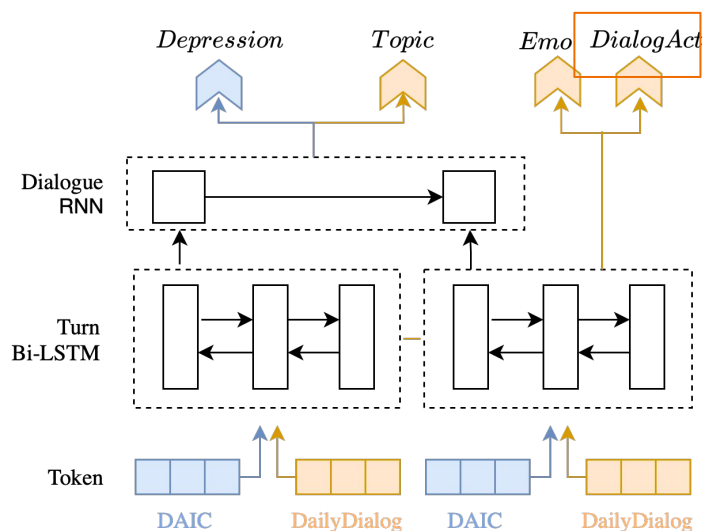 Depression Topic Emo DialogAct
Dialogue
RNN
Turn
Bi-LSTM
Token
DAIC DailyDialog DAIC DailyDialog